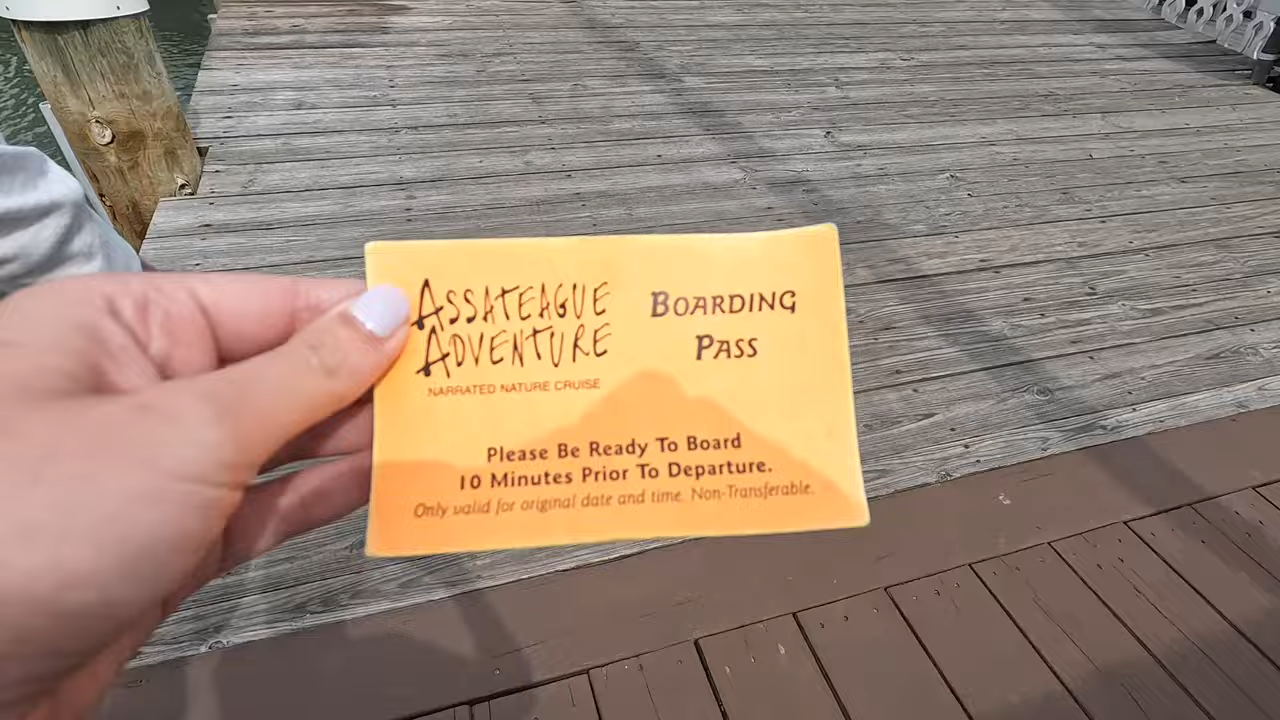 ASSATEAGUE
ADVENTURE
NARRATED NATURE CRUISE
BOARDING
PASS
Please Be Ready To Board
10 Minutes Prior To Departure.
Only valid for original date and time. Non-Transferable.